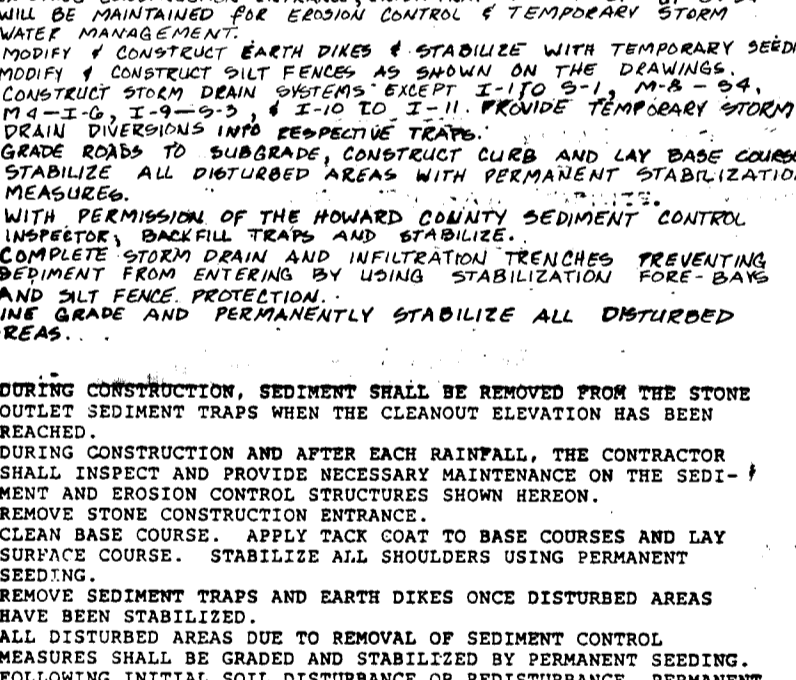 WILL BE MAINTAINED FOR EROSION CONTROL & TEMPORARY STORM
WATER MANAGEMENT.
MODIFY & CONSTRUCT EARTH DIKES & STABILIZE WITH TEMPORARY SEEDI
MODIFY & CONSTRUCT SILT FENCES AS SHOWN ON THE DRAWINGS.
CONSTRUCT STORM DRAIN SYSTEMS EXCEPT I-1 TO S-1, M-8 - S4,
M4-I-6, I-9-S-3, & I-10 TO I-11. PROVIDE TEMPORARY STORM
DRAIN DIVERSIONS INTO RESPECTIVE TRAPS.
GRADE ROADS TO SUBGRADE, CONSTRUCT CURB AND LAY BASE COURSE
STABILIZE ALL DISTURBED AREAS WITH PERMANENT STABILIZATIO
MEASURES.
WITH PERMISSION OF THE HOWARD COUNTY SEDIMENT CONTROL
INSPECTOR, BACKFILL TRAPS AND STABILIZE.
COMPLETE STORM DRAIN AND INFILTRATION TRENCHES PREVENTING
SEDIMENT FROM ENTERING BY USING STABILIZATION FORE-BAYS
AND SILT FENCE PROTECTION.
INE GRADE AND PERMANENTLY STABILIZE ALL DISTURBED
REAS.
DURING CONSTRUCTION, SEDIMENT SHALL BE REMOVED FROM THE STONE
OUTLET SEDIMENT TRAPS WHEN THE CLEANOUT ELEVATION HAS BEEN
REACHED.
DURING CONSTRUCTION AND AFTER EACH RAINFALL, THE CONTRACTOR
SHALL INSPECT AND PROVIDE NECESSARY MAINTENANCE ON THE SEDI-
MENT AND EROSION CONTROL STRUCTURES SHOWN HEREON.
REMOVE STONE CONSTRUCTION ENTRANCE.
CLEAN BASE COURSE. APPLY TACK COAT TO BASE COURSES AND LAY
SURFACE COURSE. STABILIZE ALL SHOULDERS USING PERMANENT
SEEDING.
REMOVE SEDIMENT TRAPS AND EARTH DIKES ONCE DISTURBED AREAS
HAVE BEEN STABILIZED.
ALL DISTURBED AREAS DUE TO REMOVAL OF SEDIMENT CONTROL
MEASURES SHALL BE GRADED AND STABILIZED BY PERMANENT SEEDING.
FOLLOWING INITIAL SOIL DISTURBANCE OR REDISTURBANCE, PERMANENT